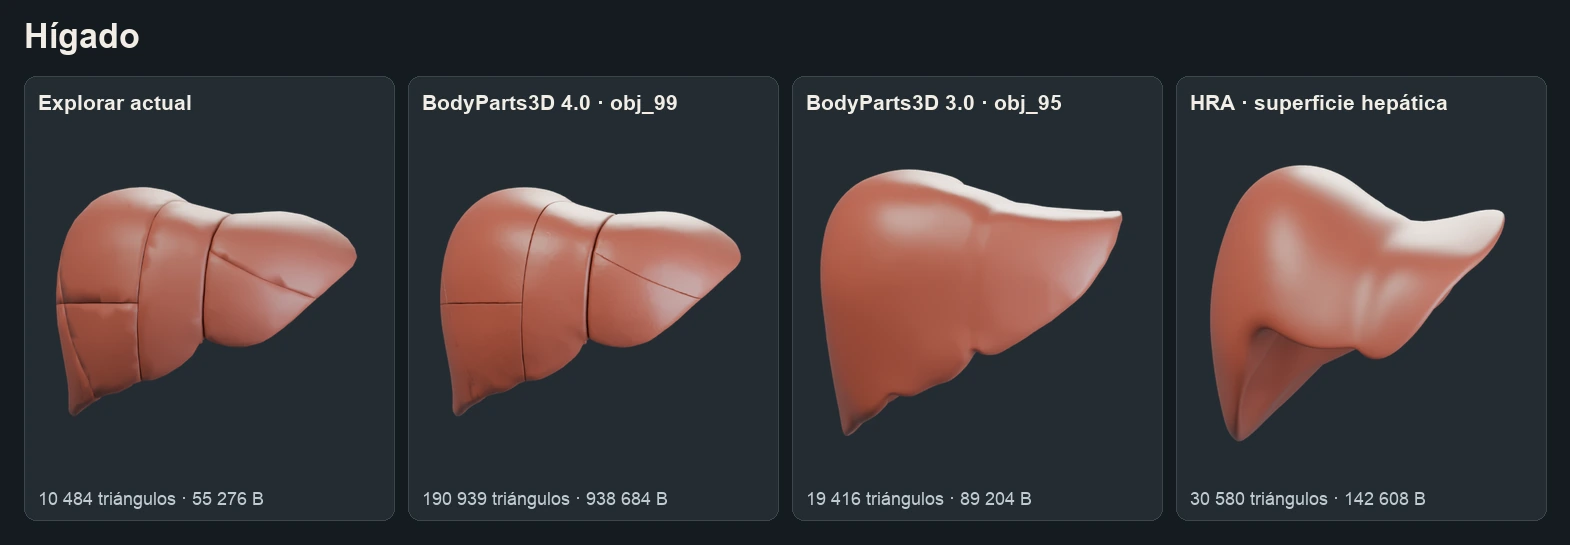 Hígado
Explorar actual
BodyParts3D 4.0 · obj_99
BodyParts3D 3.0 · obj_95
HRA · superficie hepática
10 484 triángulos · 55 276 B
190 939 triángulos · 938 684 B
19 416 triángulos · 89 204 B
30 580 triángulos · 142 608 B